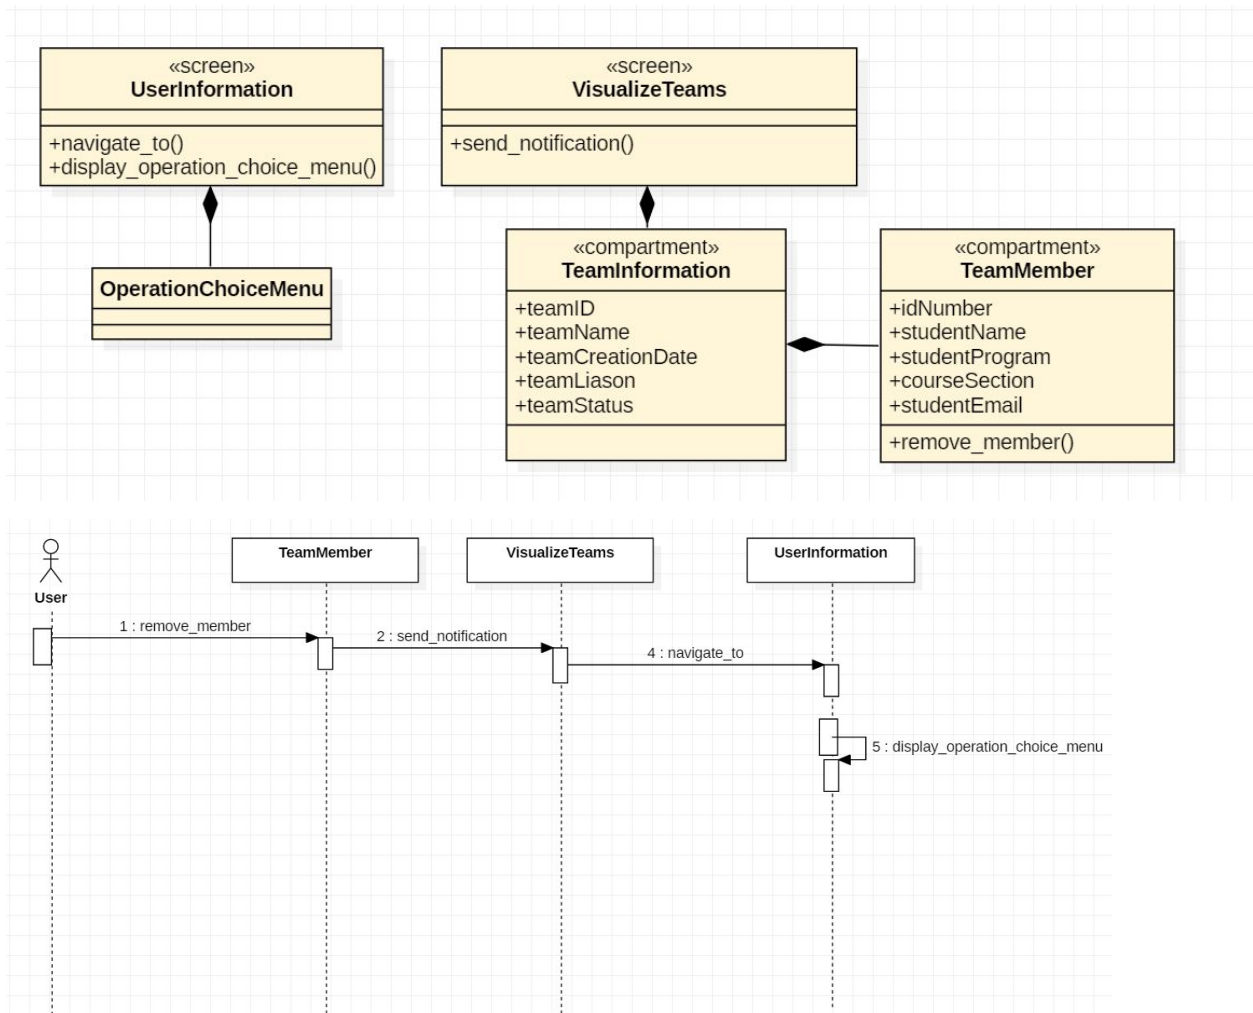 «screen»
UserInformation
+navigate_to()
+display_operation_choice_menu()
OperationChoiceMenu
«screen»
VisualizeTeams
+send_notification()
«compartment»
TeamInformation
+teamID
+teamName
+teamCreationDate
+teamLiason
+teamStatus
«compartment»
TeamMember
+idNumber
+studentName
+studentProgram
+courseSection
+studentEmail
+remove_member()
User
TeamMember
VisualizeTeams
UserInformation
1 : remove_member
2 : send_notification
4 : navigate_to
5 : display_operation_choice_menu